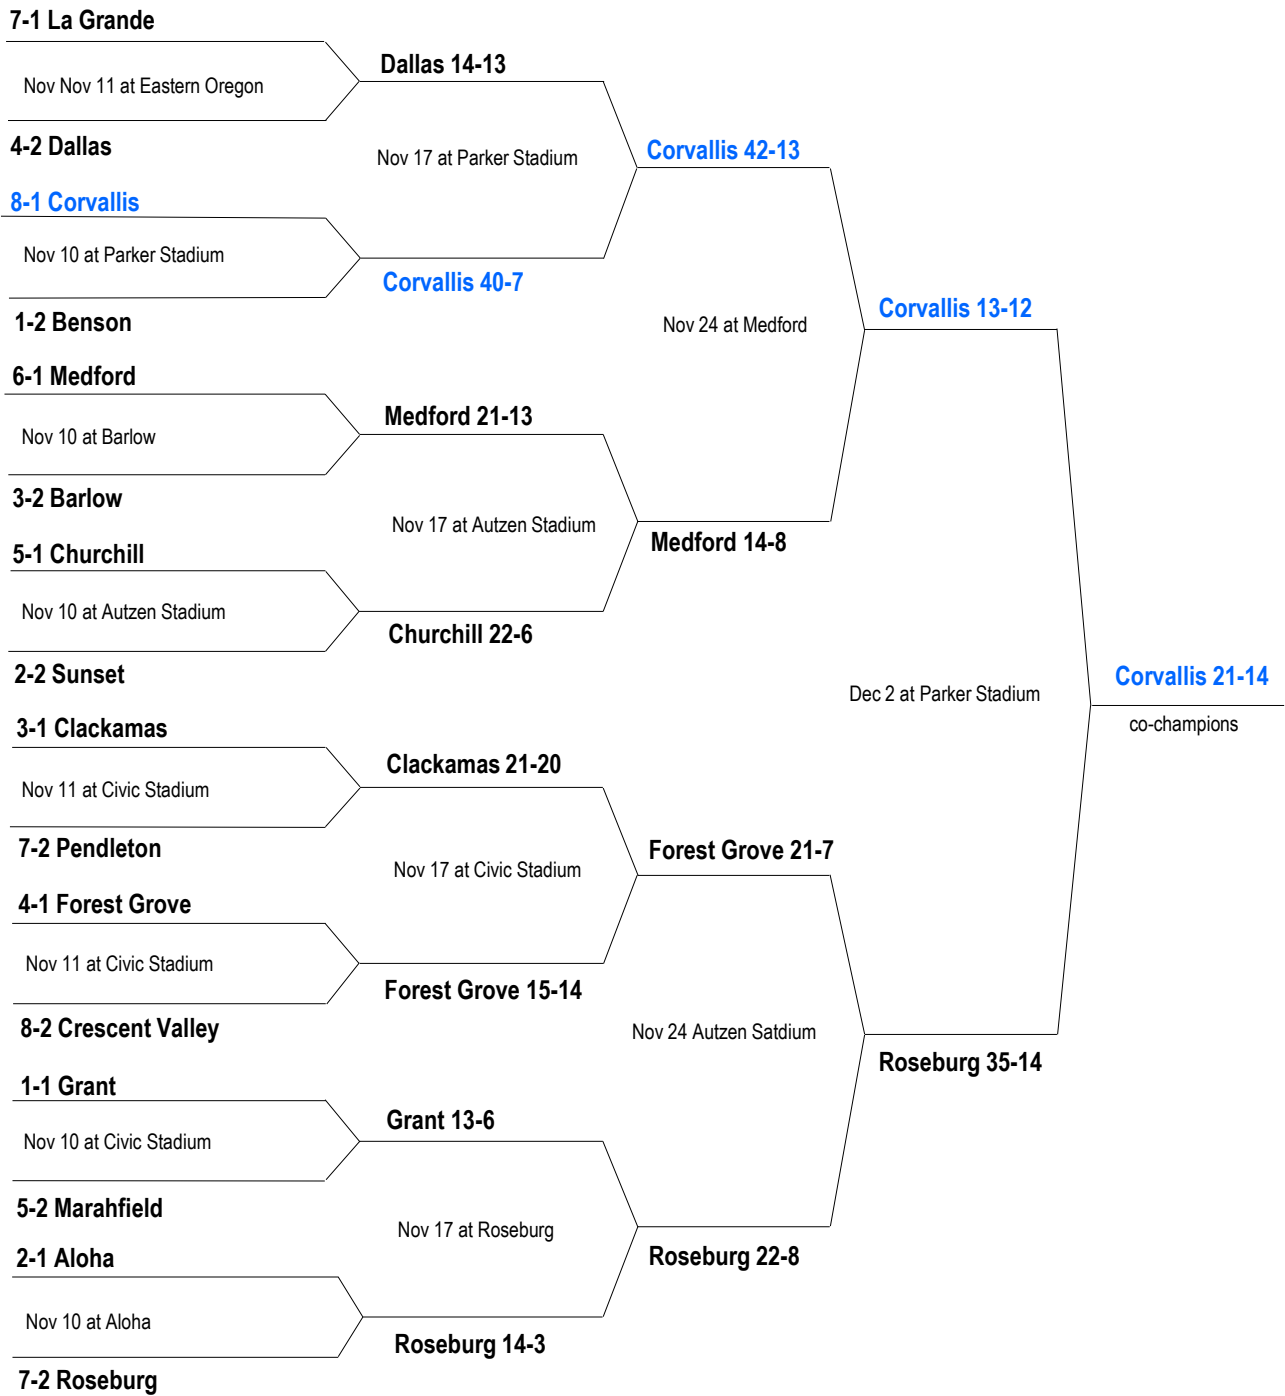 7-1 La Grande
Nov Nov 11 at Eastern Oregon
4-2 Dallas
Dallas 14-13
Nov 17 at Parker Stadium
8-1 Corvallis
Nov 10 at Parker Stadium
1-2 Benson
Corvallis 40-7
Corvallis 42-13
Nov 24 at Medford
6-1 Medford
Nov 10 at Barlow
3-2 Barlow
Medford 21-13
Nov 17 at Autzen Stadium
5-1 Churchill
Nov 10 at Autzen Stadium
2-2 Sunset
Churchill 22-6
Medford 14-8
Corvallis 13-12
Dec 2 at Parker Stadium
Corvallis 21-14
co-champions
3-1 Clackamas
Nov 11 at Civic Stadium
7-2 Pendleton
Clackamas 21-20
Nov 17 at Civic Stadium
4-1 Forest Grove
Nov 11 at Civic Stadium
8-2 Crescent Valley
Forest Grove 15-14
Forest Grove 21-7
Nov 24 Autzen Satdium
Roseburg 35-14
1-1 Grant
Nov 10 at Civic Stadium
5-2 Marahfield
Grant 13-6
Nov 17 at Roseburg
2-1 Aloha
Nov 10 at Aloha
7-2 Roseburg
Roseburg 14-3
Roseburg 22-8